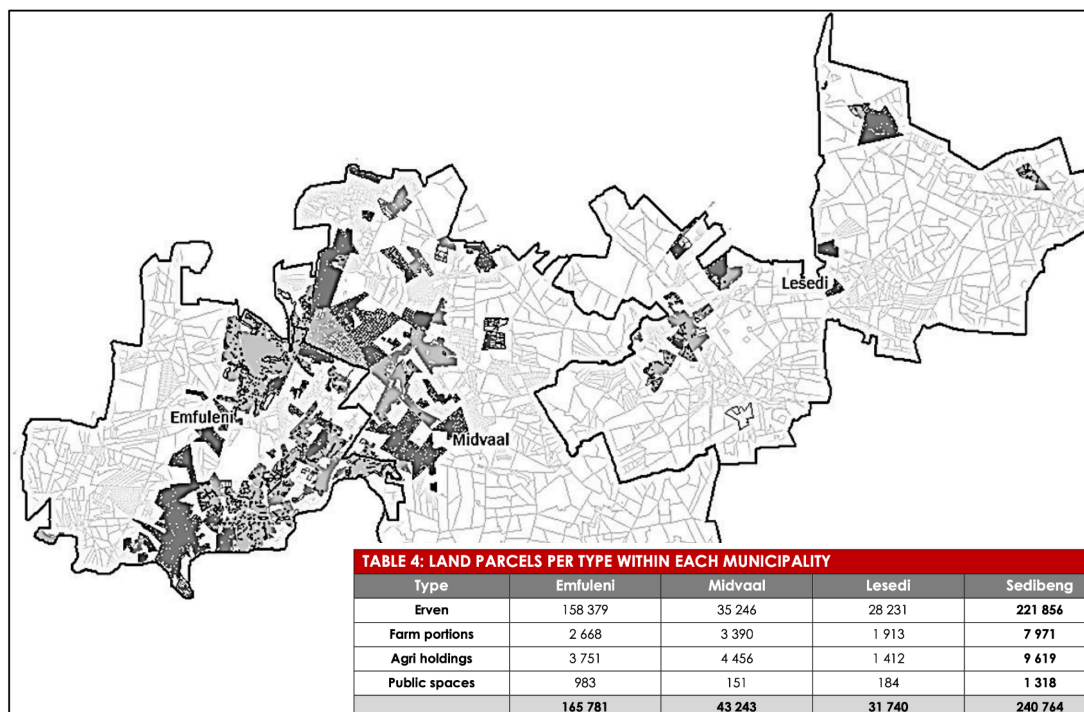 Lesedi
Emfuleni
Midvaal
TABLE 4: LAND PARCELS PER TYPE WITHIN EACH MUNICIPALITY
Type Emfuleni Midvaal Lesedi Sedibeng
Erven 158 379 35 246 28 231 221 856
Farm portions 2 668 3 390 1 913 7 971
Agri holdings 3 751 4 456 1 412 9 619
Public spaces 983 151 184 1 318
165 781 43 243 31 740 240 764